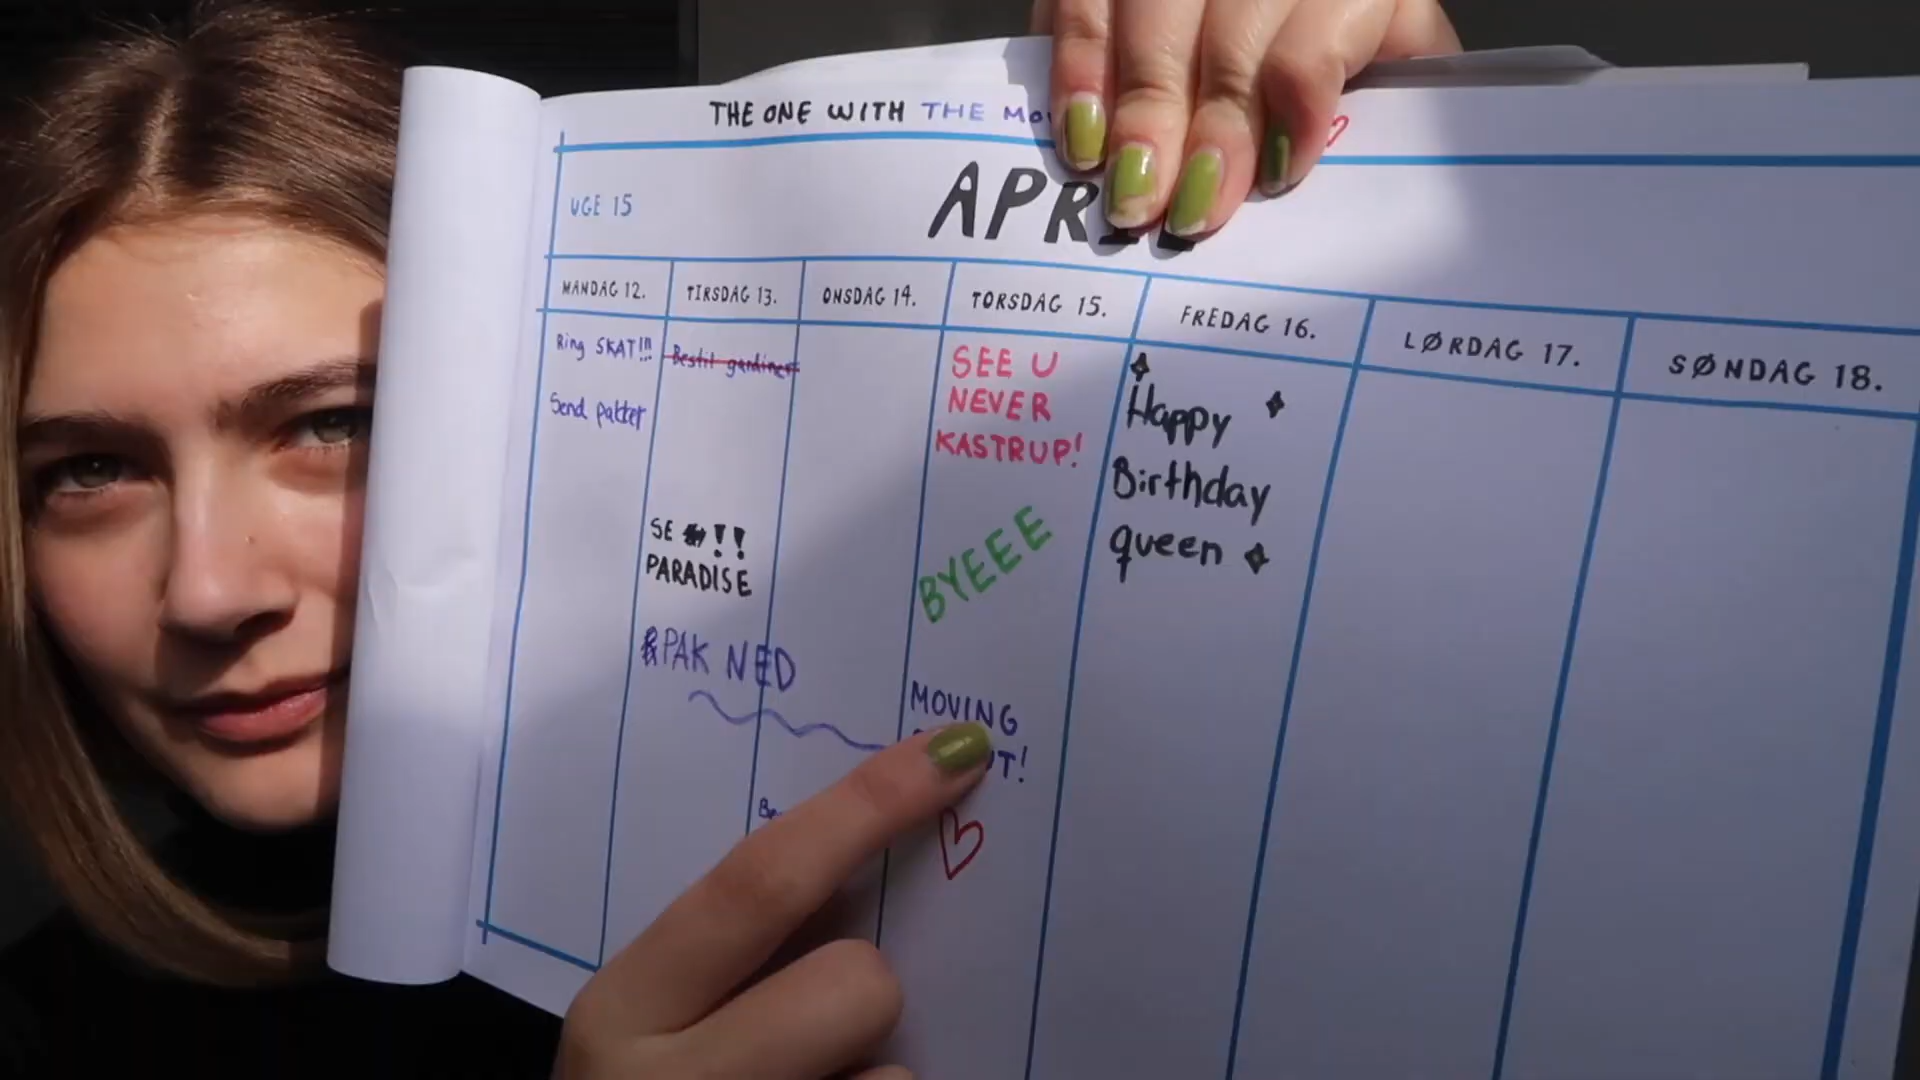 THE ONE WITH THE
UGE 15
APRIL
MANDAG 12.
TIRSDAG 13.
ONSDAG 14.
TORSDAG 15.
FREDAG 16.
LØRDAG 17.
SØNDAG 18.
Ring SKAT!!!
Send pakker
Bestil gardiner
SE !!
PARADISE
PAK NED
SEE U
NEVER
KASTRUP!
BYEEE
MOVING
Happy
Birthday
queen